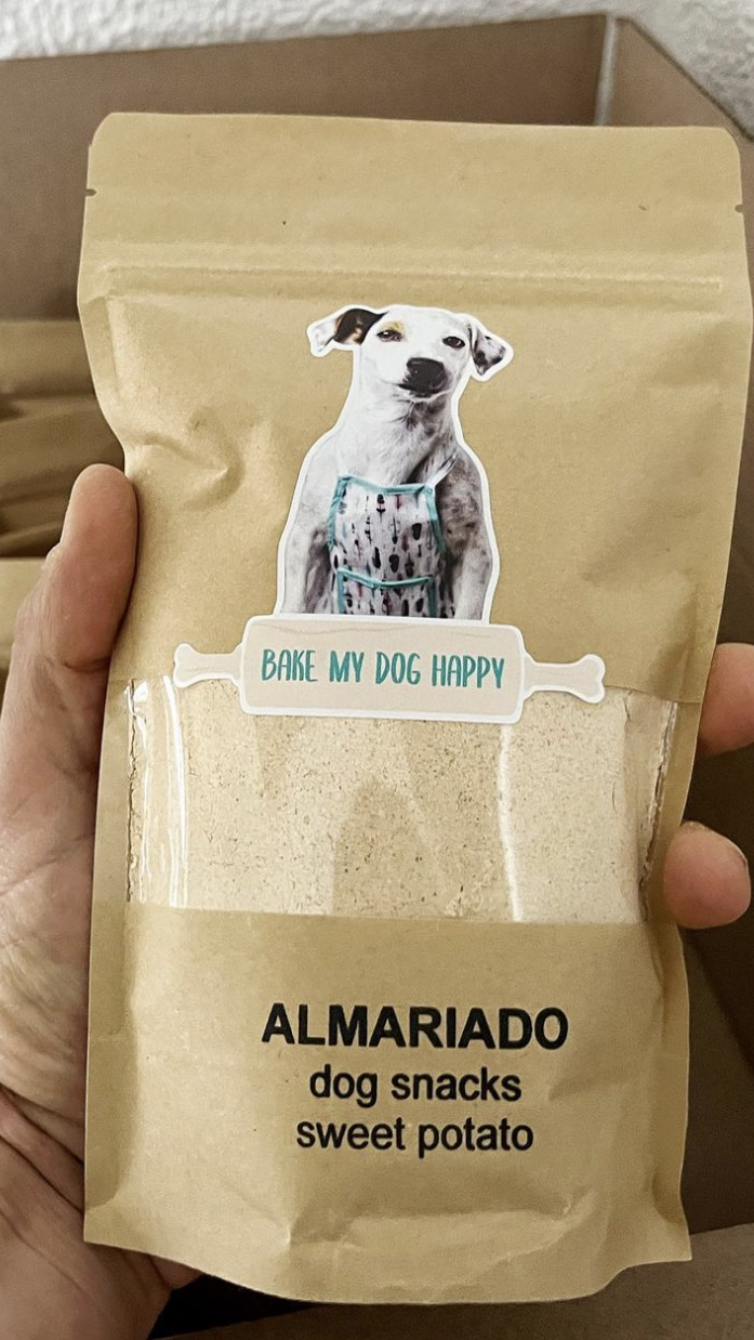 BAKE MY DOG HAPPY
ALMARIADO
dog snacks
sweet potato